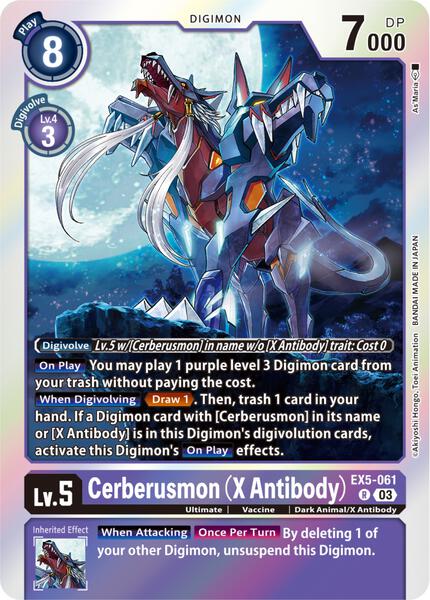 DIGIMON
Play
8
7000
DP
Digivolve
Lv.4
3
As'Maria
©Akiyoshi Hongo, Toei Animation BANDAI MADE IN JAPAN
Digivolve Lv.5 w/[Cerberusmon] in name w/o [X Antibody] trait: Cost 0
On Play You may play 1 purple level 3 Digimon card from
your trash without paying the cost.
When Digivolving Draw 1. Then, trash 1 card in your
hand. If a Digimon card with [Cerberusmon] in its name
or [X Antibody] is in this Digimon's digivolution cards,
activate this Digimon's On Play effects.
Lv.5 Cerberusmon (X Antibody)
EX5-061
R 03
Ultimate | Vaccine | Dark Animal/X Antibody
Inherited Effect
When Attacking Once Per Turn By deleting 1 of
your other Digimon, unsuspend this Digimon.